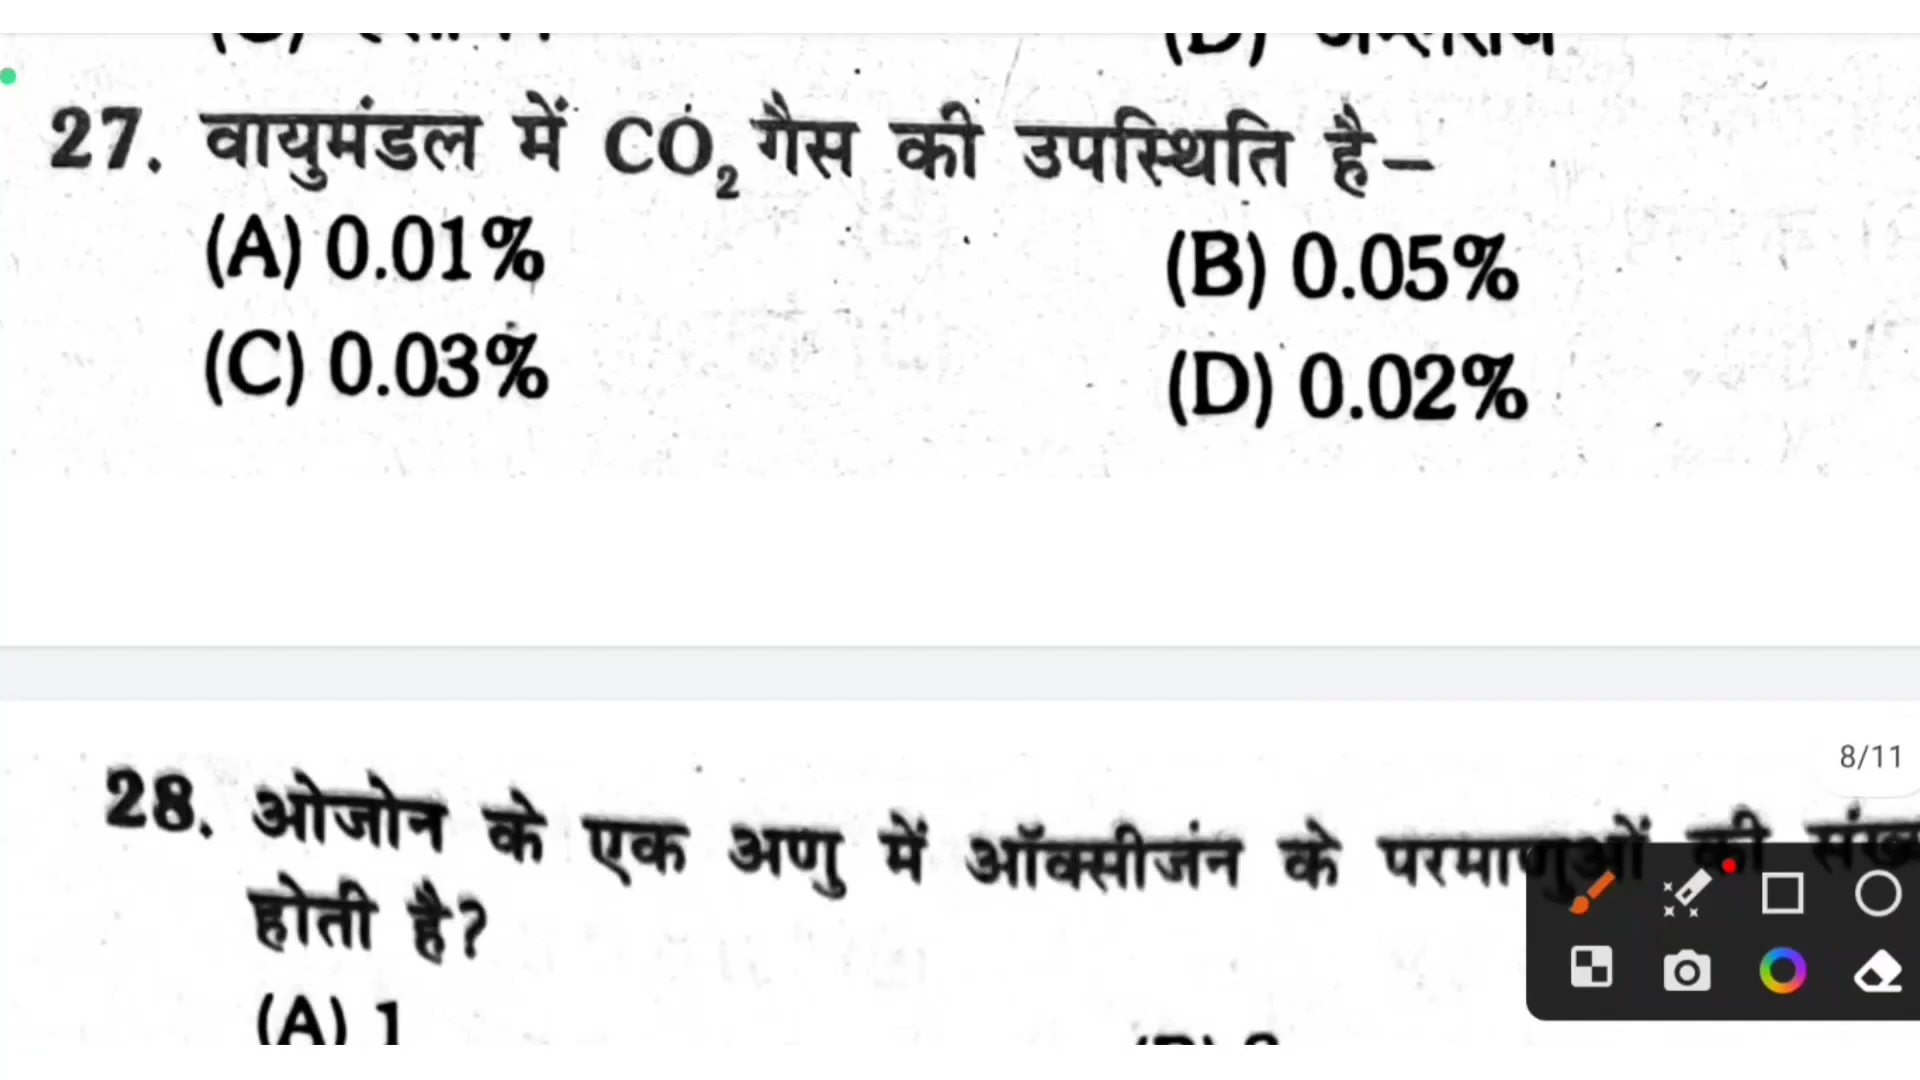 27. वायुमंडल में CO₂ गैस की उपस्थिति है–
(A) 0.01%
(B) 0.05%
(C) 0.03%
(D) 0.02%
8/11
28. ओजोन के एक अणु में ऑक्सीजन के परमाणुओं की
होती है?
(A) 1